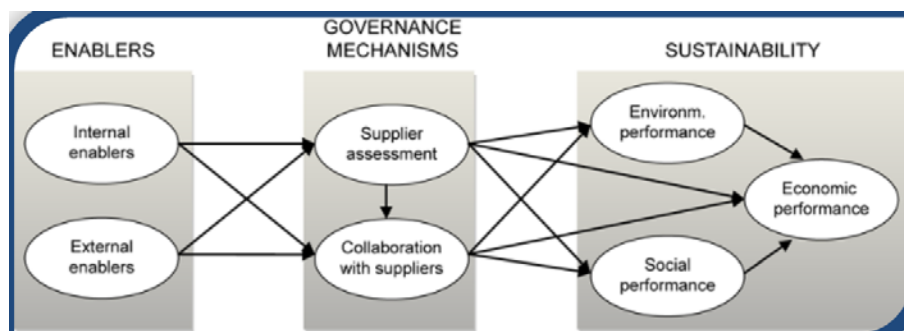 ENABLERS
GOVERNANCE
MECHANISMS
SUSTAINABILITY
Internal
enablers
External
enablers
Supplier
assessment
Collaboration
with suppliers
Environm.
performance
Economic
performance
Social
performance